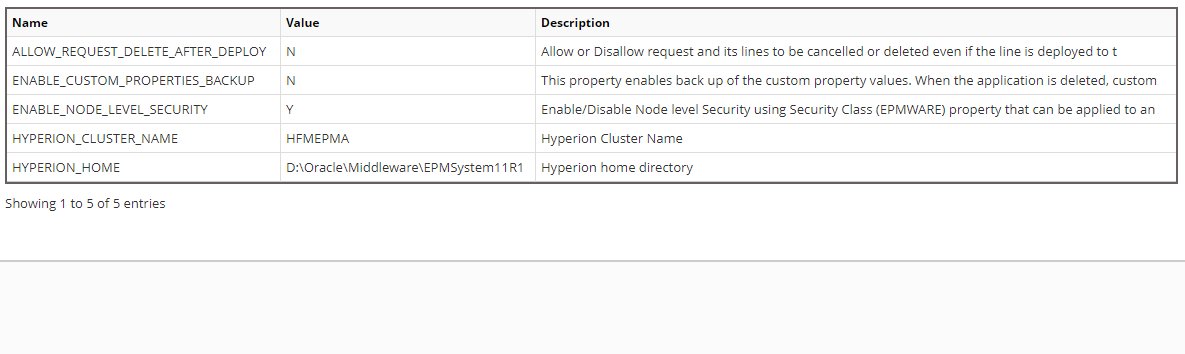 Name Value Description
ALLOW_REQUEST_DELETE_AFTER_DEPLOY N Allow or Disallow request and its lines to be cancelled or deleted even if the line is deployed to t
ENABLE_CUSTOM_PROPERTIES_BACKUP N This property enables back up of the custom property values. When the application is deleted, custom
ENABLE_NODE_LEVEL_SECURITY Y Enable/Disable Node level Security using Security Class (EPMWARE) property that can be applied to an
HYPERION_CLUSTER_NAME HFMEPMA Hyperion Cluster Name
HYPERION_HOME D:\Oracle\Middleware\EPMSystem11R1 Hyperion home directory
Showing 1 to 5 of 5 entries